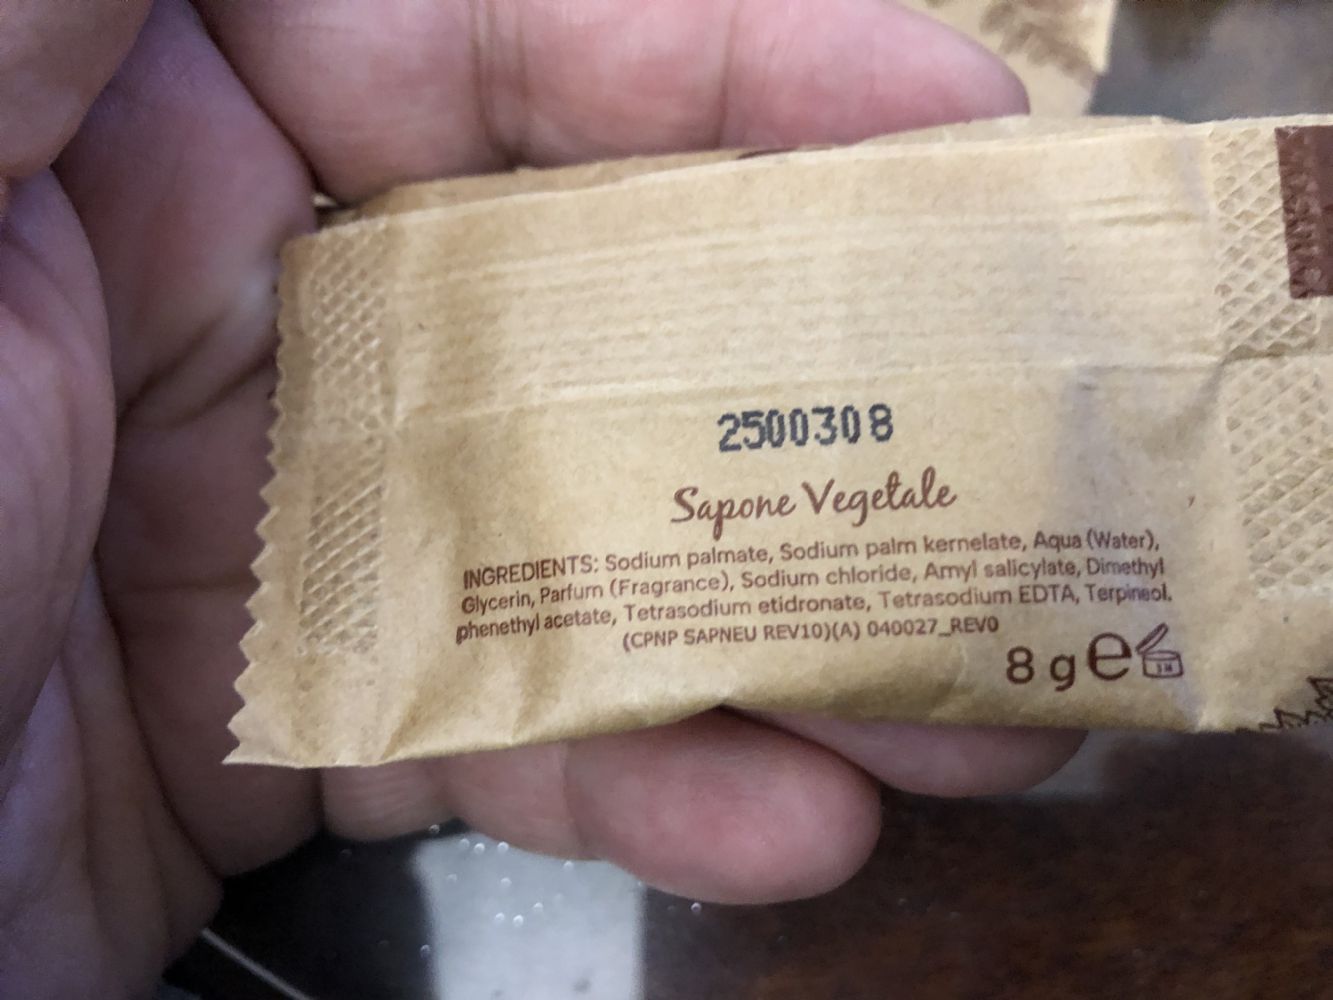 2500308
Sapone Vegetale
INGREDIENTS: Sodium palmate, Sodium palm kernelate, Aqua (Water),
Glycerin, Parfum (Fragrance), Sodium chloride, Amyl salicylate, Dimethyl
phenethyl acetate, Tetrasodium etidronate, Tetrasodium EDTA, Terpineol.
(CPNP SAPNEU REV10)(A) 040027_REV0
8 g ℮